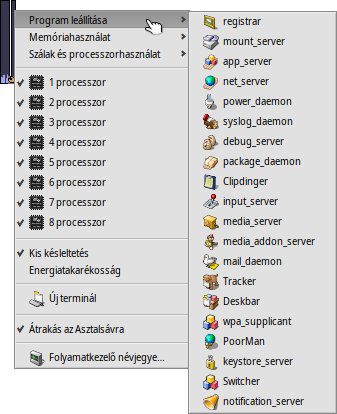 Program leállítása
Memóriahasználat
Szálak és processzorhasználat
1 processzor
2 processzor
3 processzor
4 processzor
5 processzor
6 processzor
7 processzor
8 processzor
Kis késleltetés
Energiatakarékosság
Új terminál
Átrakás az Asztalsávra
Folyamatkezelő névjegye...
registrar
mount_server
app_server
net_server
power_daemon
syslog_daemon
debug_server
package_daemon
Clipdinger
input_server
media_server
media_addon_server
mail_daemon
Tracker
Deskbar
wpa_supplicant
PoorMan
keystore_server
Switcher
notification_server